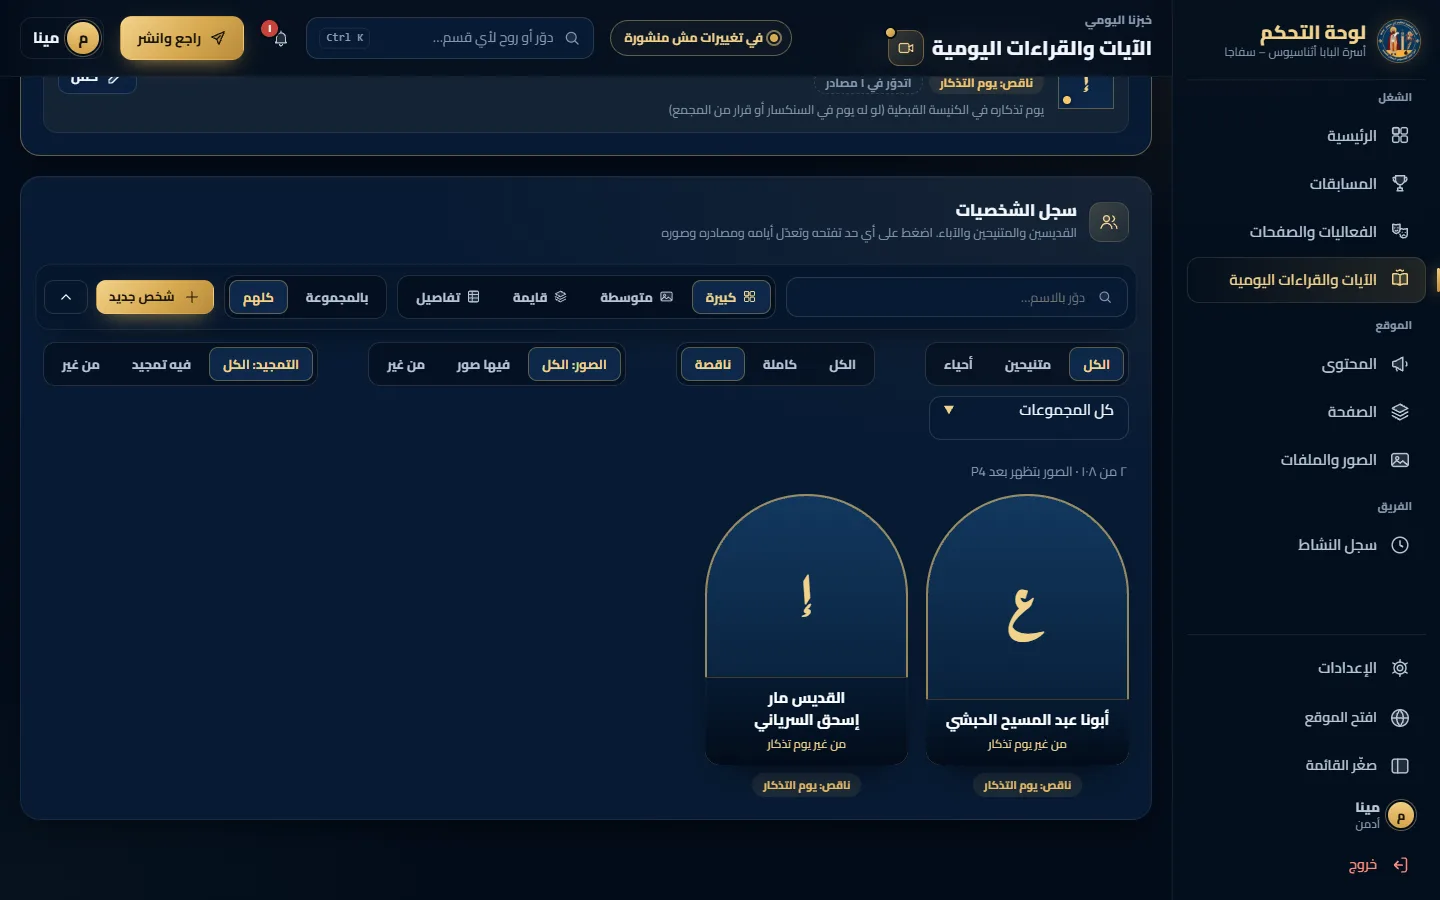 لوحة التحكم
أسرة البابا أثناسيوس – سفاجا
الشغل
الرئيسية
المسابقات
الفعاليات والصفحات
الآيات والقراءات اليومية
الموقع
المحتوى
الصفحة
الصور والملفات
الفريق
سجل النشاط
الإعدادات
افتح الموقع
صغّر القائمة
م
مينا
أدمن
خروج
خبزنا اليومي
الآيات والقراءات اليومية
في تغييرات مش منشورة
دوّر أو روح لأي قسم...
Ctrl K
١
راجع وانشر
م
مينا
إ
ناقص: يوم التذكار
اتدوّر في ١ مصادر
يوم تذكاره في الكنيسة القبطية (لو له يوم في السنكسار أو قرار من المجمع)
سجل الشخصيات
القديسين والمتنيحين والآباء. اضغط على أي حد تفتحه وتعدّل أيامه ومصادره وصوره
دوّر بالاسم...
كبيرة
متوسطة
قايمة
تفاصيل
بالمجموعة
كلهم
شخص جديد
الكل
متنيحين
أحياء
الكل
كاملة
ناقصة
الصور: الكل
فيها صور
من غير
التمجيد: الكل
فيه تمجيد
من غير
كل المجموعات
٢ من ١٠٨ · الصور بتظهر بعد P4
ع
أبونا عبد المسيح الحبشي
من غير يوم تذكار
ناقص: يوم التذكار
إ
القديس مار
إسحق السرياني
من غير يوم تذكار
ناقص: يوم التذكار